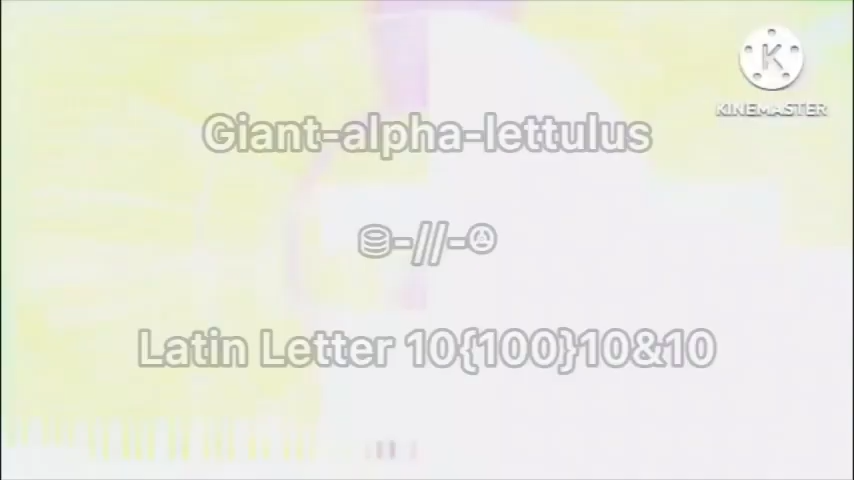 KINEMASTER
Giant-alpha-lettulus
⛁-//-🟕
Latin Letter 10{100}10&10